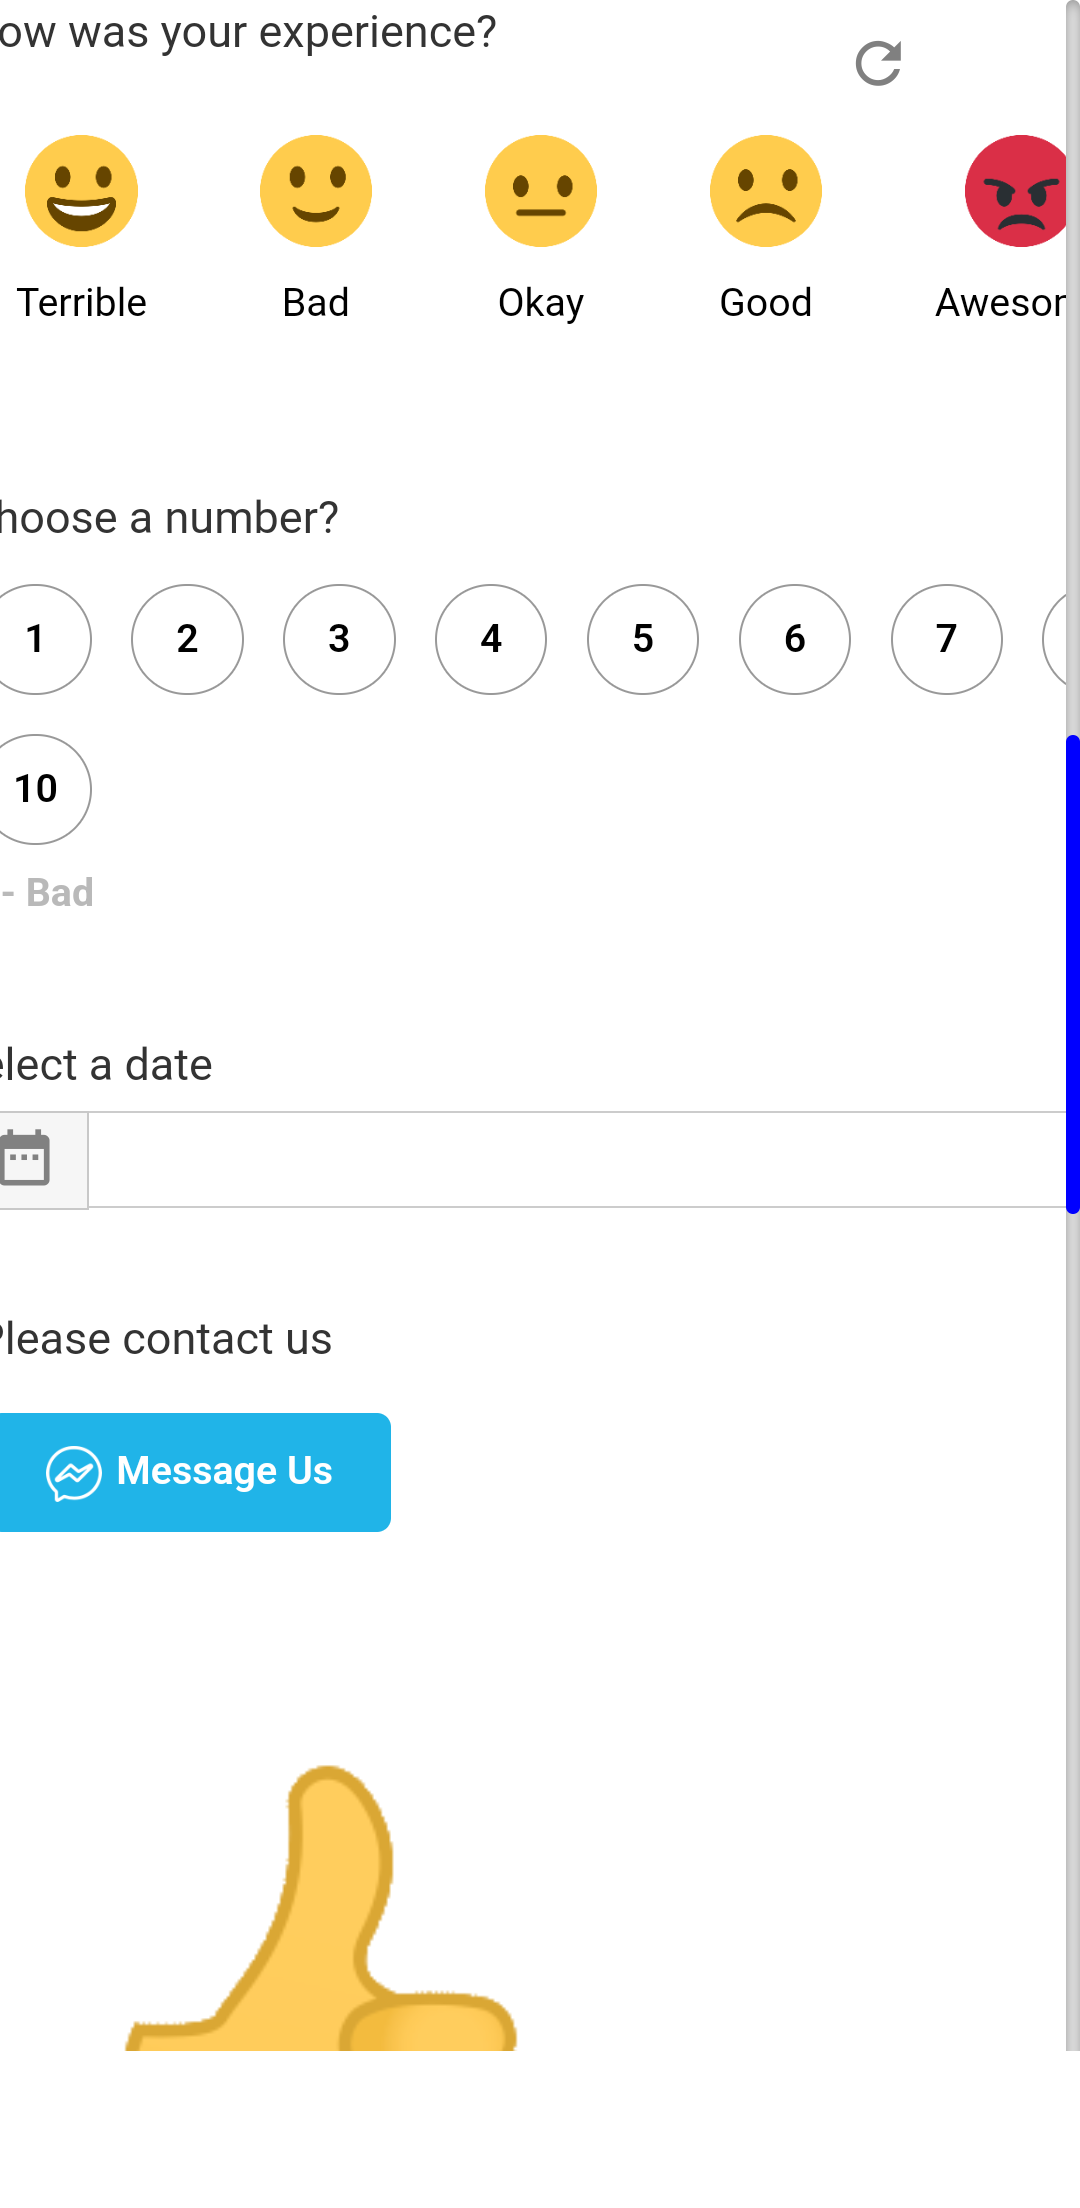 ow was your experience?
Terrible Bad Okay Good Awesor
hoose a number?
1 2 3 4 5 6 7
10
- Bad
elect a date
Please contact us
Message Us